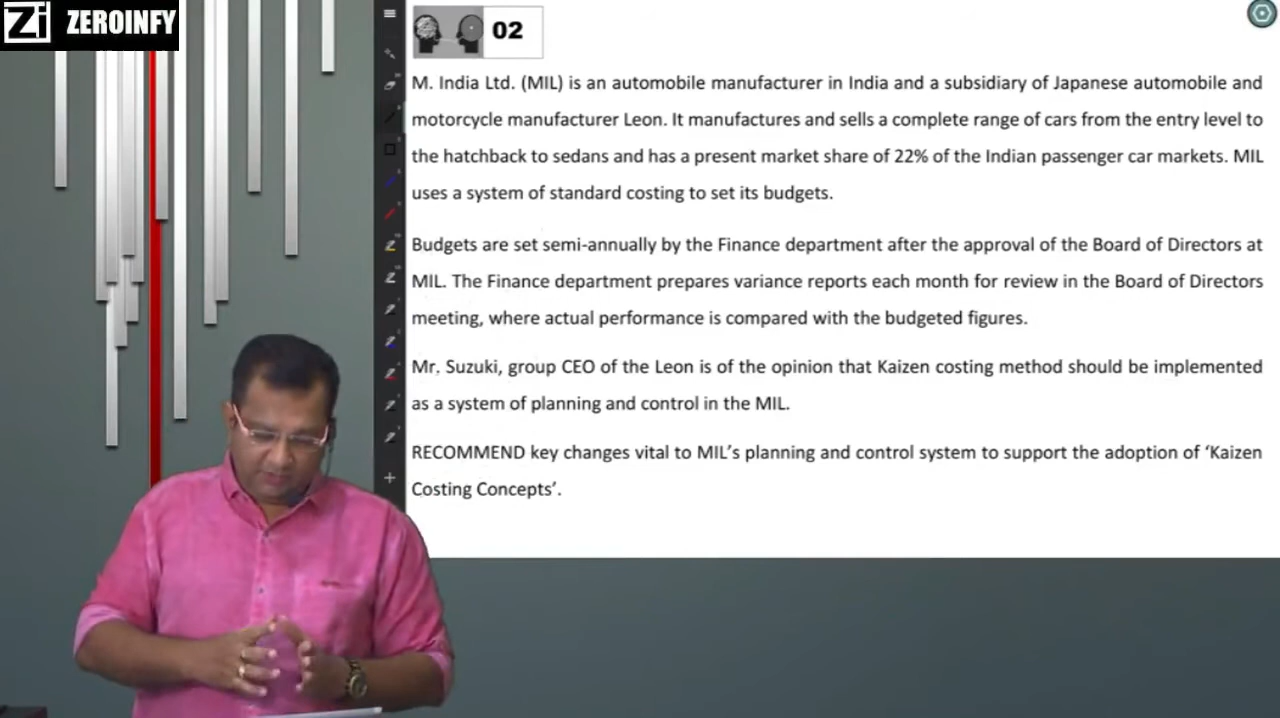 Zi ZEROINFY
02
M. India Ltd. (MIL) is an automobile manufacturer in India and a subsidiary of Japanese automobile and
motorcycle manufacturer Leon. It manufactures and sells a complete range of cars from the entry level to
the hatchback to sedans and has a present market share of 22% of the Indian passenger car markets. MIL
uses a system of standard costing to set its budgets.
Budgets are set semi-annually by the Finance department after the approval of the Board of Directors at
MIL. The Finance department prepares variance reports each month for review in the Board of Directors
meeting, where actual performance is compared with the budgeted figures.
Mr. Suzuki, group CEO of the Leon is of the opinion that Kaizen costing method should be implemented
as a system of planning and control in the MIL.
RECOMMEND key changes vital to MIL's planning and control system to support the adoption of ‘Kaizen
Costing Concepts’.